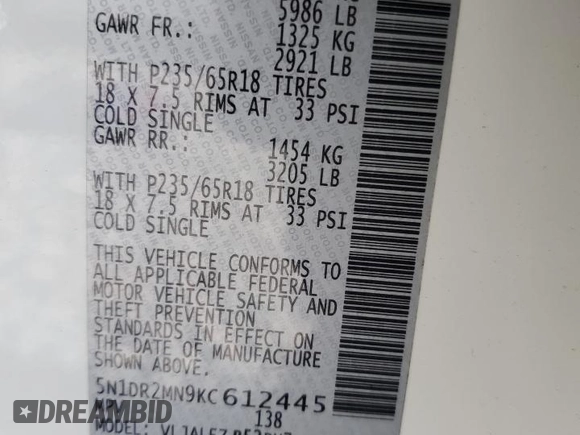 5986 LB
GAWR FR.: 1325 KG
2921 LB
WITH P235/65R18 TIRES
18 X 7.5 RIMS AT 33 PSI
COLD SINGLE
GAWR RR.: 1454 KG
3205 LB
WITH P235/65R18 TIRES
18 X 7.5 RIMS AT 33 PSI
COLD SINGLE
THIS VEHICLE CONFORMS TO
ALL APPLICABLE FEDERAL
MOTOR VEHICLE SAFETY AND
THEFT PREVENTION
STANDARDS IN EFFECT ON
THE DATE OF MANUFACTURE
SHOWN ABOVE.
5N1DR2MN9KC612445
138
MODEL:
DREAMBID